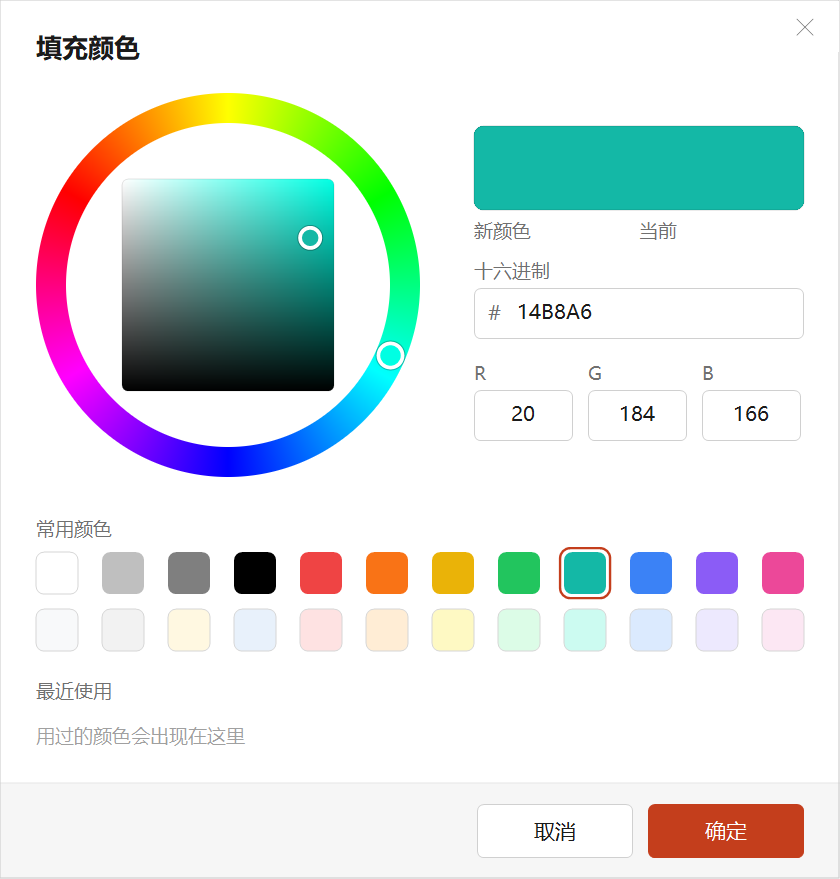 填充颜色
新颜色 当前
十六进制
# 14B8A6
R G B
20 184 166
常用颜色
最近使用
用过的颜色会出现在这里
取消 确定